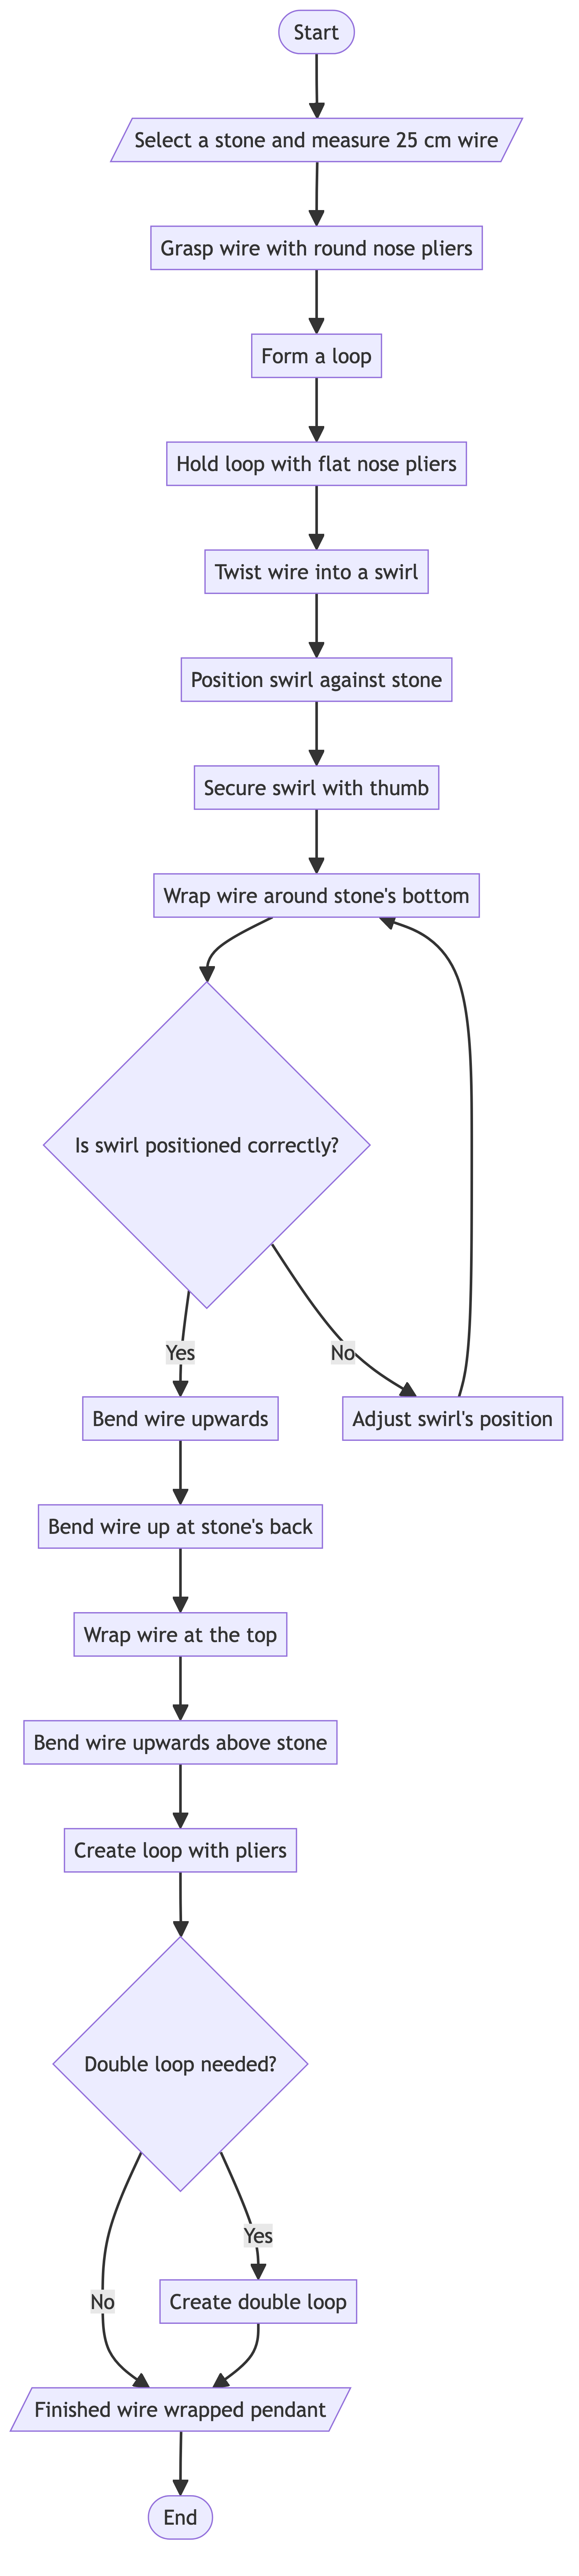 Start
Select a stone and measure 25 cm wire
Grasp wire with round nose pliers
Form a loop
Hold loop with flat nose pliers
Twist wire into a swirl
Position swirl against stone
Secure swirl with thumb
Wrap wire around stone's bottom
Is swirl positioned correctly?
Yes
No
Bend wire upwards
Adjust swirl's position
Bend wire up at stone's back
Wrap wire at the top
Bend wire upwards above stone
Create loop with pliers
Double loop needed?
Yes
No
Create double loop
Finished wire wrapped pendant
End